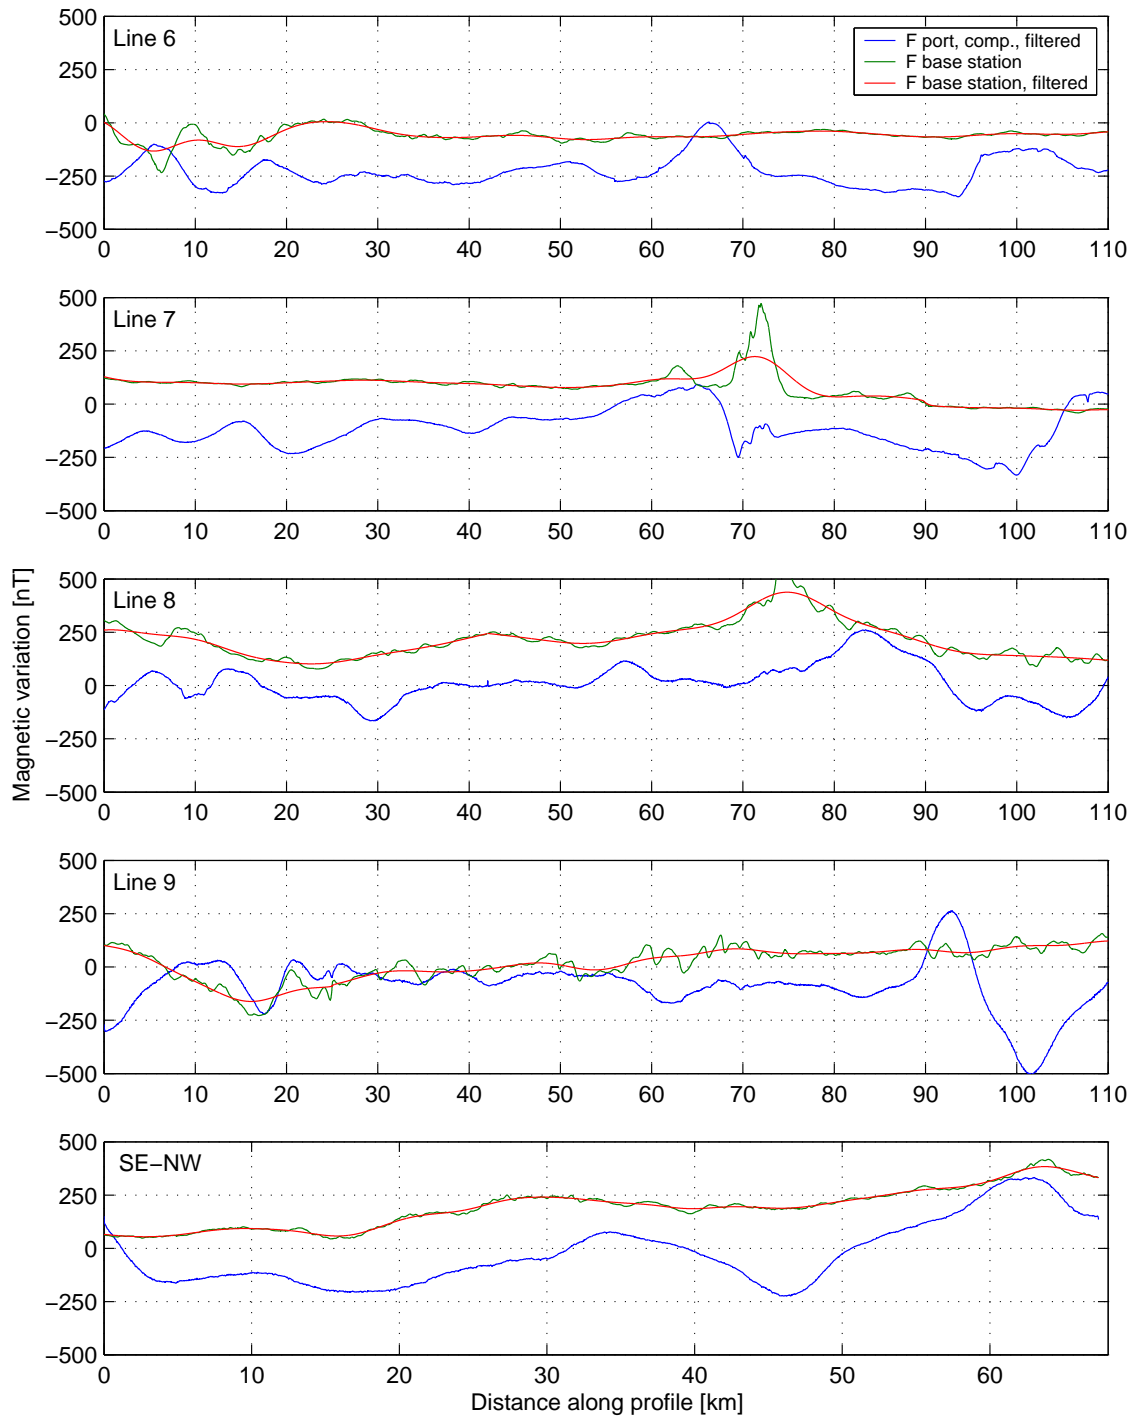 Magnetic variation [nT]
500
250
0
−250
−500
Line 6
F port, comp., filtered
F base station
F base station, filtered
0 10 20 30 40 50 60 70 80 90 100 110
500
250
0
−250
−500
Line 7
0 10 20 30 40 50 60 70 80 90 100 110
500
250
0
−250
−500
Line 8
0 10 20 30 40 50 60 70 80 90 100 110
500
250
0
−250
−500
Line 9
0 10 20 30 40 50 60 70 80 90 100 110
500
250
0
−250
−500
SE−NW
0 10 20 30 40 50 60
Distance along profile [km]